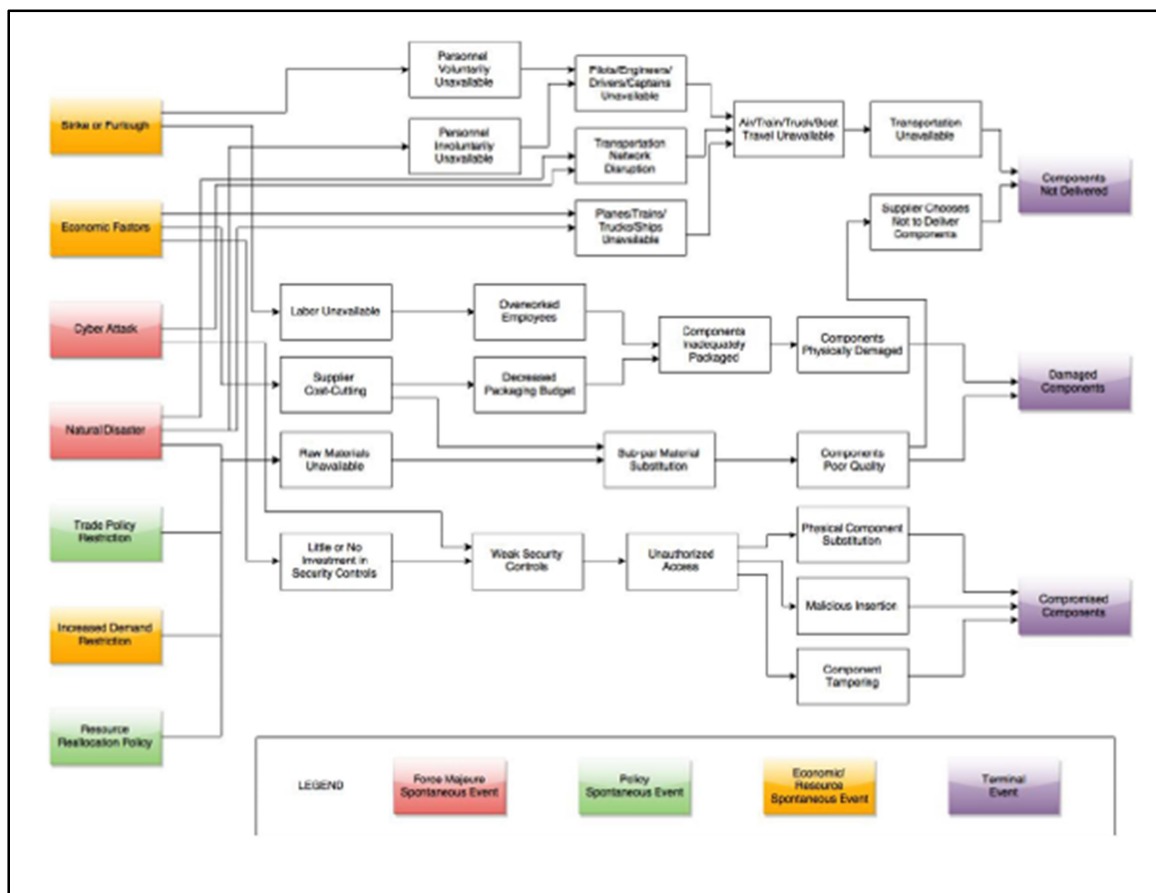 Personnel
Voluntarily
Unavailable
Pilots/Engineers/
Drivers/Captains
Unavailable
Strike or Furlough
Personnel
Involuntarily
Unavailable
Transportation
Network
Disruption
Air/Train/Truck/Boat
Travel Unavailable
Transportation
Unavailable
Components
Not Delivered
Economic Factors
Planes/Trains/
Trucks/Ships
Unavailable
Supplier Chooses
Not to Deliver
Components
Cyber Attack
Labor Unavailable
Overworked
Employees
Components
Inadequately
Packaged
Components
Physically Damaged
Supplier
Cost-Cutting
Decreased
Packaging Budget
Damaged
Components
Natural Disaster
Raw Materials
Unavailable
Sub-par Material
Substitution
Components
Poor Quality
Trade Policy
Restriction
Little or No
Investment in
Security Controls
Weak Security
Controls
Unauthorized
Access
Physical Component
Substitution
Malicious Insertion
Compromised
Components
Increased Demand
Restriction
Component
Tampering
Resource
Reallocation Policy
LEGEND
Force Majeure
Spontaneous Event
Policy
Spontaneous Event
Economic/
Resource
Spontaneous Event
Terminal
Event